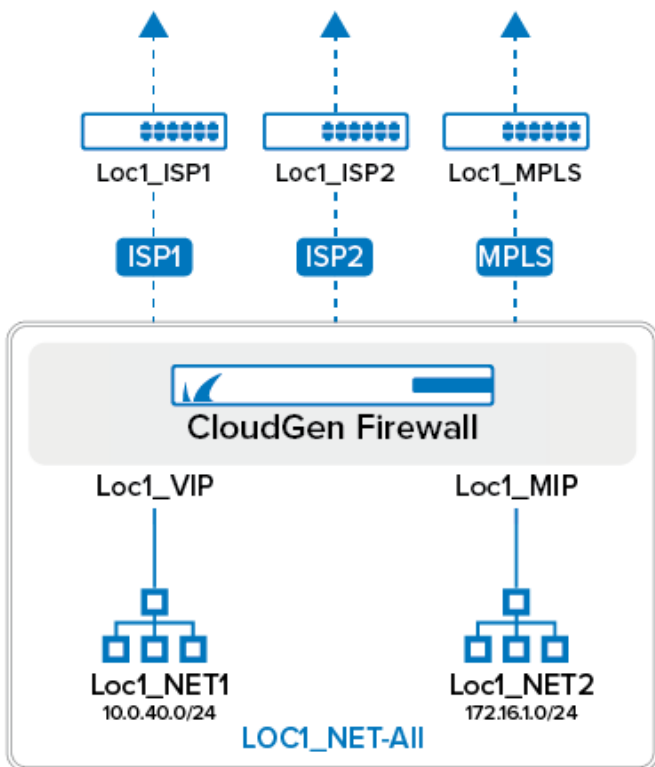 Loc1_ISP1
Loc1_ISP2
Loc1_MPLS
ISP1
ISP2
MPLS
CloudGen Firewall
Loc1_VIP
Loc1_MIP
Loc1_NET1
10.0.40.0/24
Loc1_NET2
172.16.1.0/24
LOC1_NET-All